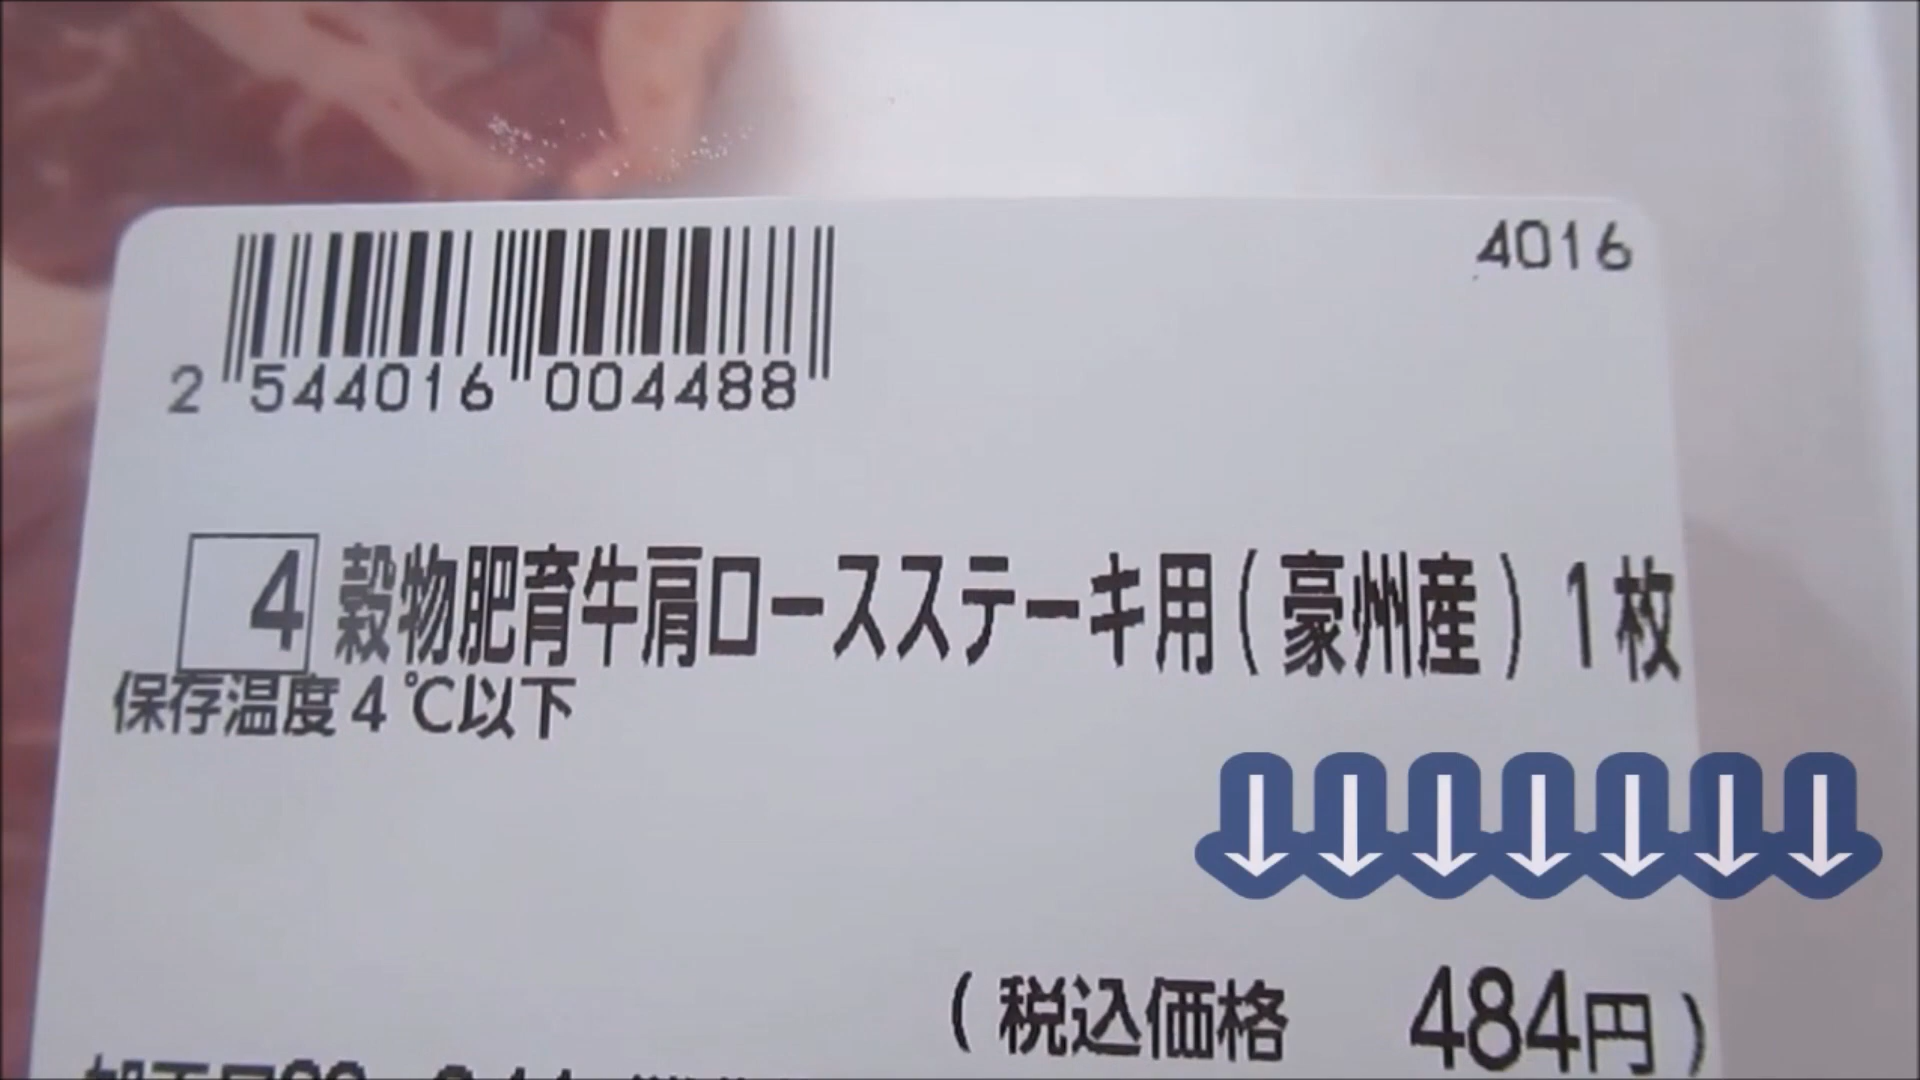 4016
2 544016 004488
4 穀物肥育牛肩ロースステーキ用(豪州産)1枚
保存温度4℃以下
↓↓↓↓↓↓↓
(税込価格 484円)